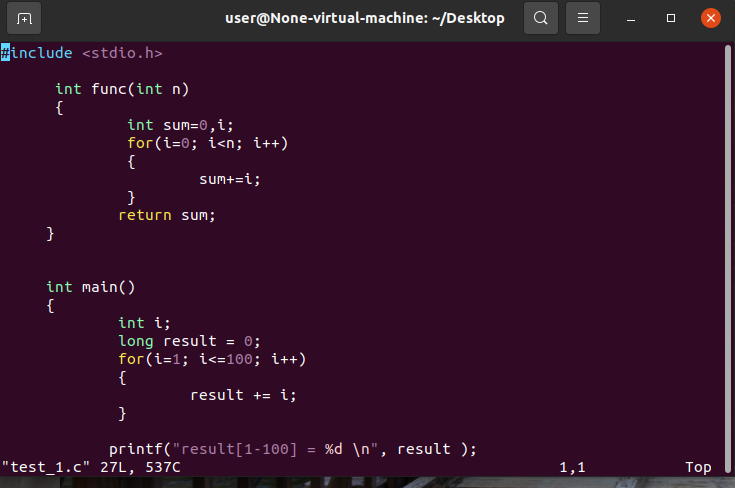 user@None-virtual-machine: ~/Desktop
#include <stdio.h>
int func(int n)
{
int sum=0,i;
for(i=0; i<n; i++)
{
sum+=i;
}
return sum;
}
int main()
{
int i;
long result = 0;
for(i=1; i<=100; i++)
{
result += i;
}
printf("result[1-100] = %d \n", result );
"test_1.c" 27L, 537C 1,1 Top